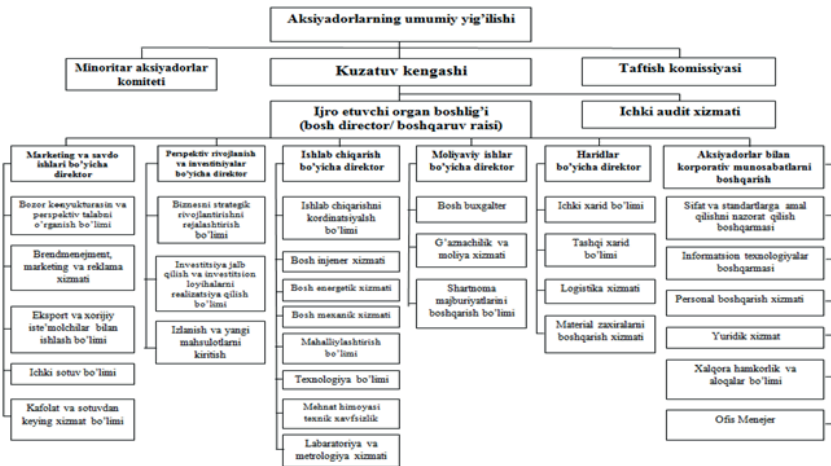 Aksiyadorlarning umumiy yig'ilishi
Minoritar aksiyadorlar
komiteti
Kuzatuv kengashi
Taftish komissiyasi
Ijro etuvchi organ boshlig'i
(bosh director/ boshqaruv raisi)
Ichki audit xizmati
Marketing va savdo
ishlari bo'yicha
direktor
Bozor konyukturasin va
perspektiv talabni
o'rganish bo'limi
Brendmenejment,
marketing va reklama
xizmati
Eksport va xorijiy
iste'molchilar bilan
ishlash bo'limi
Ichki sotuv bo'limi
Kafolat va sotuvdan
keying xizmat bo'limi
Perspektiv rivojlanish
va investitsiyalar
bo'yicha direktor
Biznesni strategik
rivojlantirishni
rejalashtirish
bo'limi
Investitsiya jalb
qilish va investitsion
loyihalarni
realizatsiya qilish
bo'limi
Izlanish va yangi
mahsulotlarni
kiritish
Ishlab chiqarish
bo'yicha direktor
Ishlab
chiqarishni
kordinatsiyalsh
bo'limi
Bosh injener xizmati
Bosh energetik xizmati
Bosh mexanik xizmati
Mahalliylashtirish
bo'limi
Texnologiya bo'limi
Mehnat himoyasi
texnik xavfsizlik
Labaratoriya va
metrologiya xizmati
Moliyaviy ishlar
bo'yicha direktor
Bosh buxgalter
G'aznachilik va
moliya xizmati
Shartnoma
majburiyatlarini
boshqarish bo'limi
Haridlar
bo'yicha direktor
Ichki xarid bo'limi
Tashqi xarid
bo'limi
Logistika xizmati
Material zaxiralarni
boshqarish xizmati
Aksiyadorlar bilan
korporativ munosabatlarni
boshqarish
Sifat va standartlarga amal
qilishni nazorat qilish
boshqarmasi
Informatsion texnologiyalar
boshqarmasi
Personal boshqarish xizmati
Yuridik xizmat
Xalqora hamkorlik va
aloqalar bo'limi
Ofis Menejer